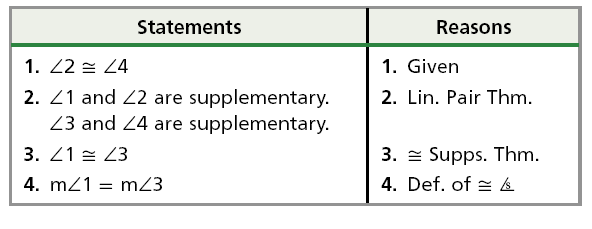 Statements Reasons
1. ∠2 ≅ ∠4 1. Given
2. ∠1 and ∠2 are supplementary. 2. Lin. Pair Thm.
∠3 and ∠4 are supplementary.
3. ∠1 ≅ ∠3 3. ≅ Supps. Thm.
4. m∠1 = m∠3 4. Def. of ≅ ∠s